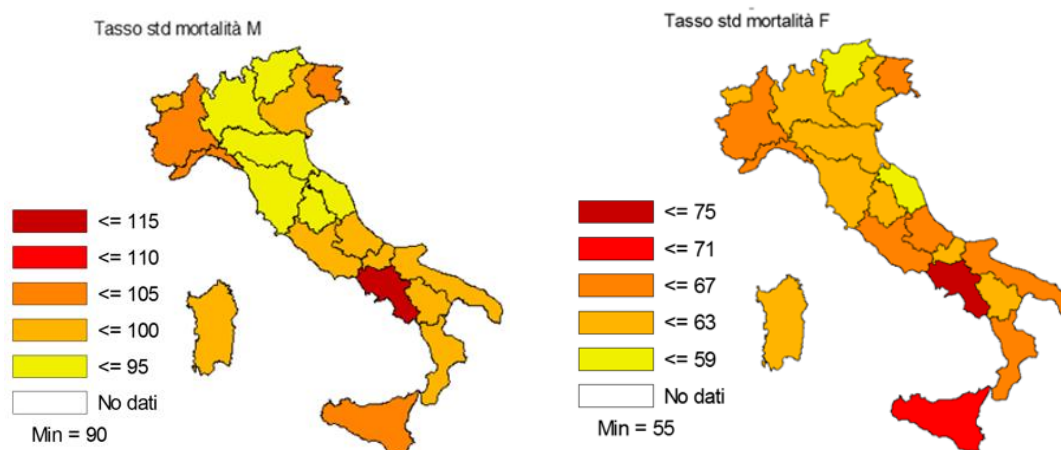 Tasso std mortalità M
<= 115
<= 110
<= 105
<= 100
<= 95
No dati
Min = 90
Tasso std mortalità F
<= 75
<= 71
<= 67
<= 63
<= 59
No dati
Min = 55